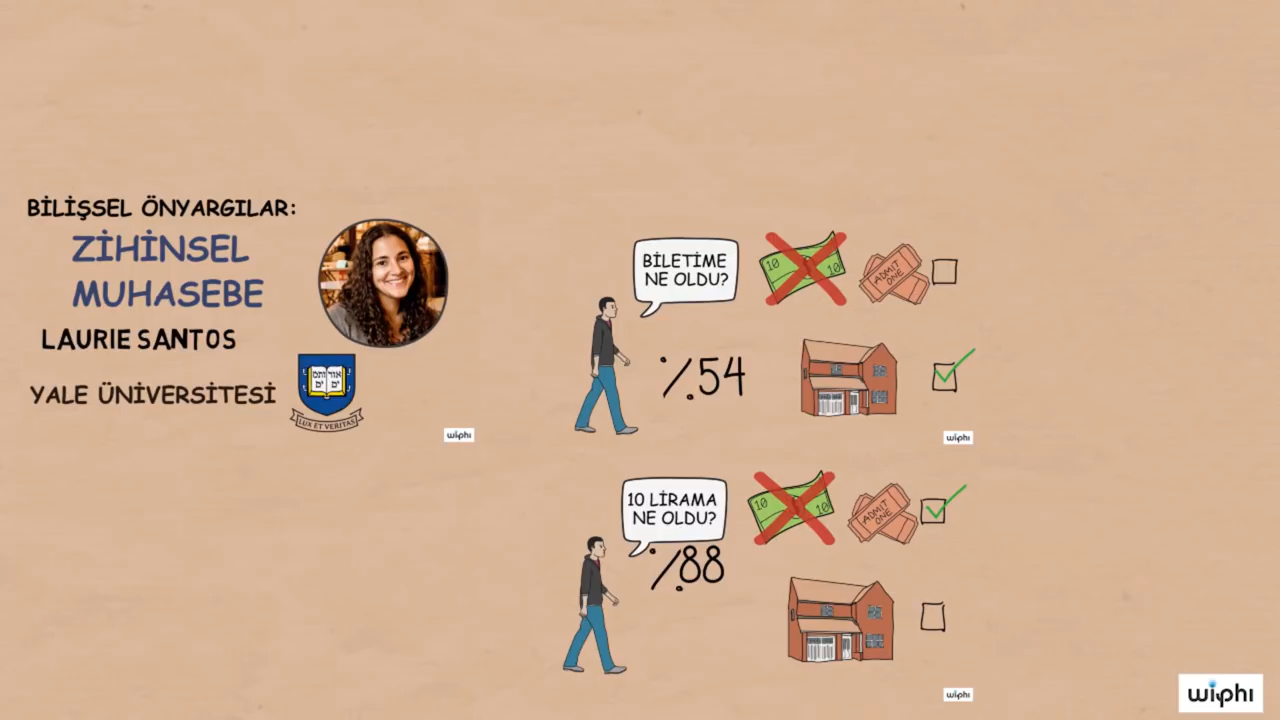 BİLİŞSEL ÖNYARGILAR:
ZİHİNSEL
MUHASEBE
LAURIE SANTOS
YALE ÜNİVERSİTESİ
אורים
ותמים
LUX ET VERITAS
wiphi
BİLETİME
NE OLDU?
10
10
ADMIT
ONE
%54
wiphi
10 LİRAMA
NE OLDU?
10
10
ADMIT
ONE
%88
wiphi
wiphi